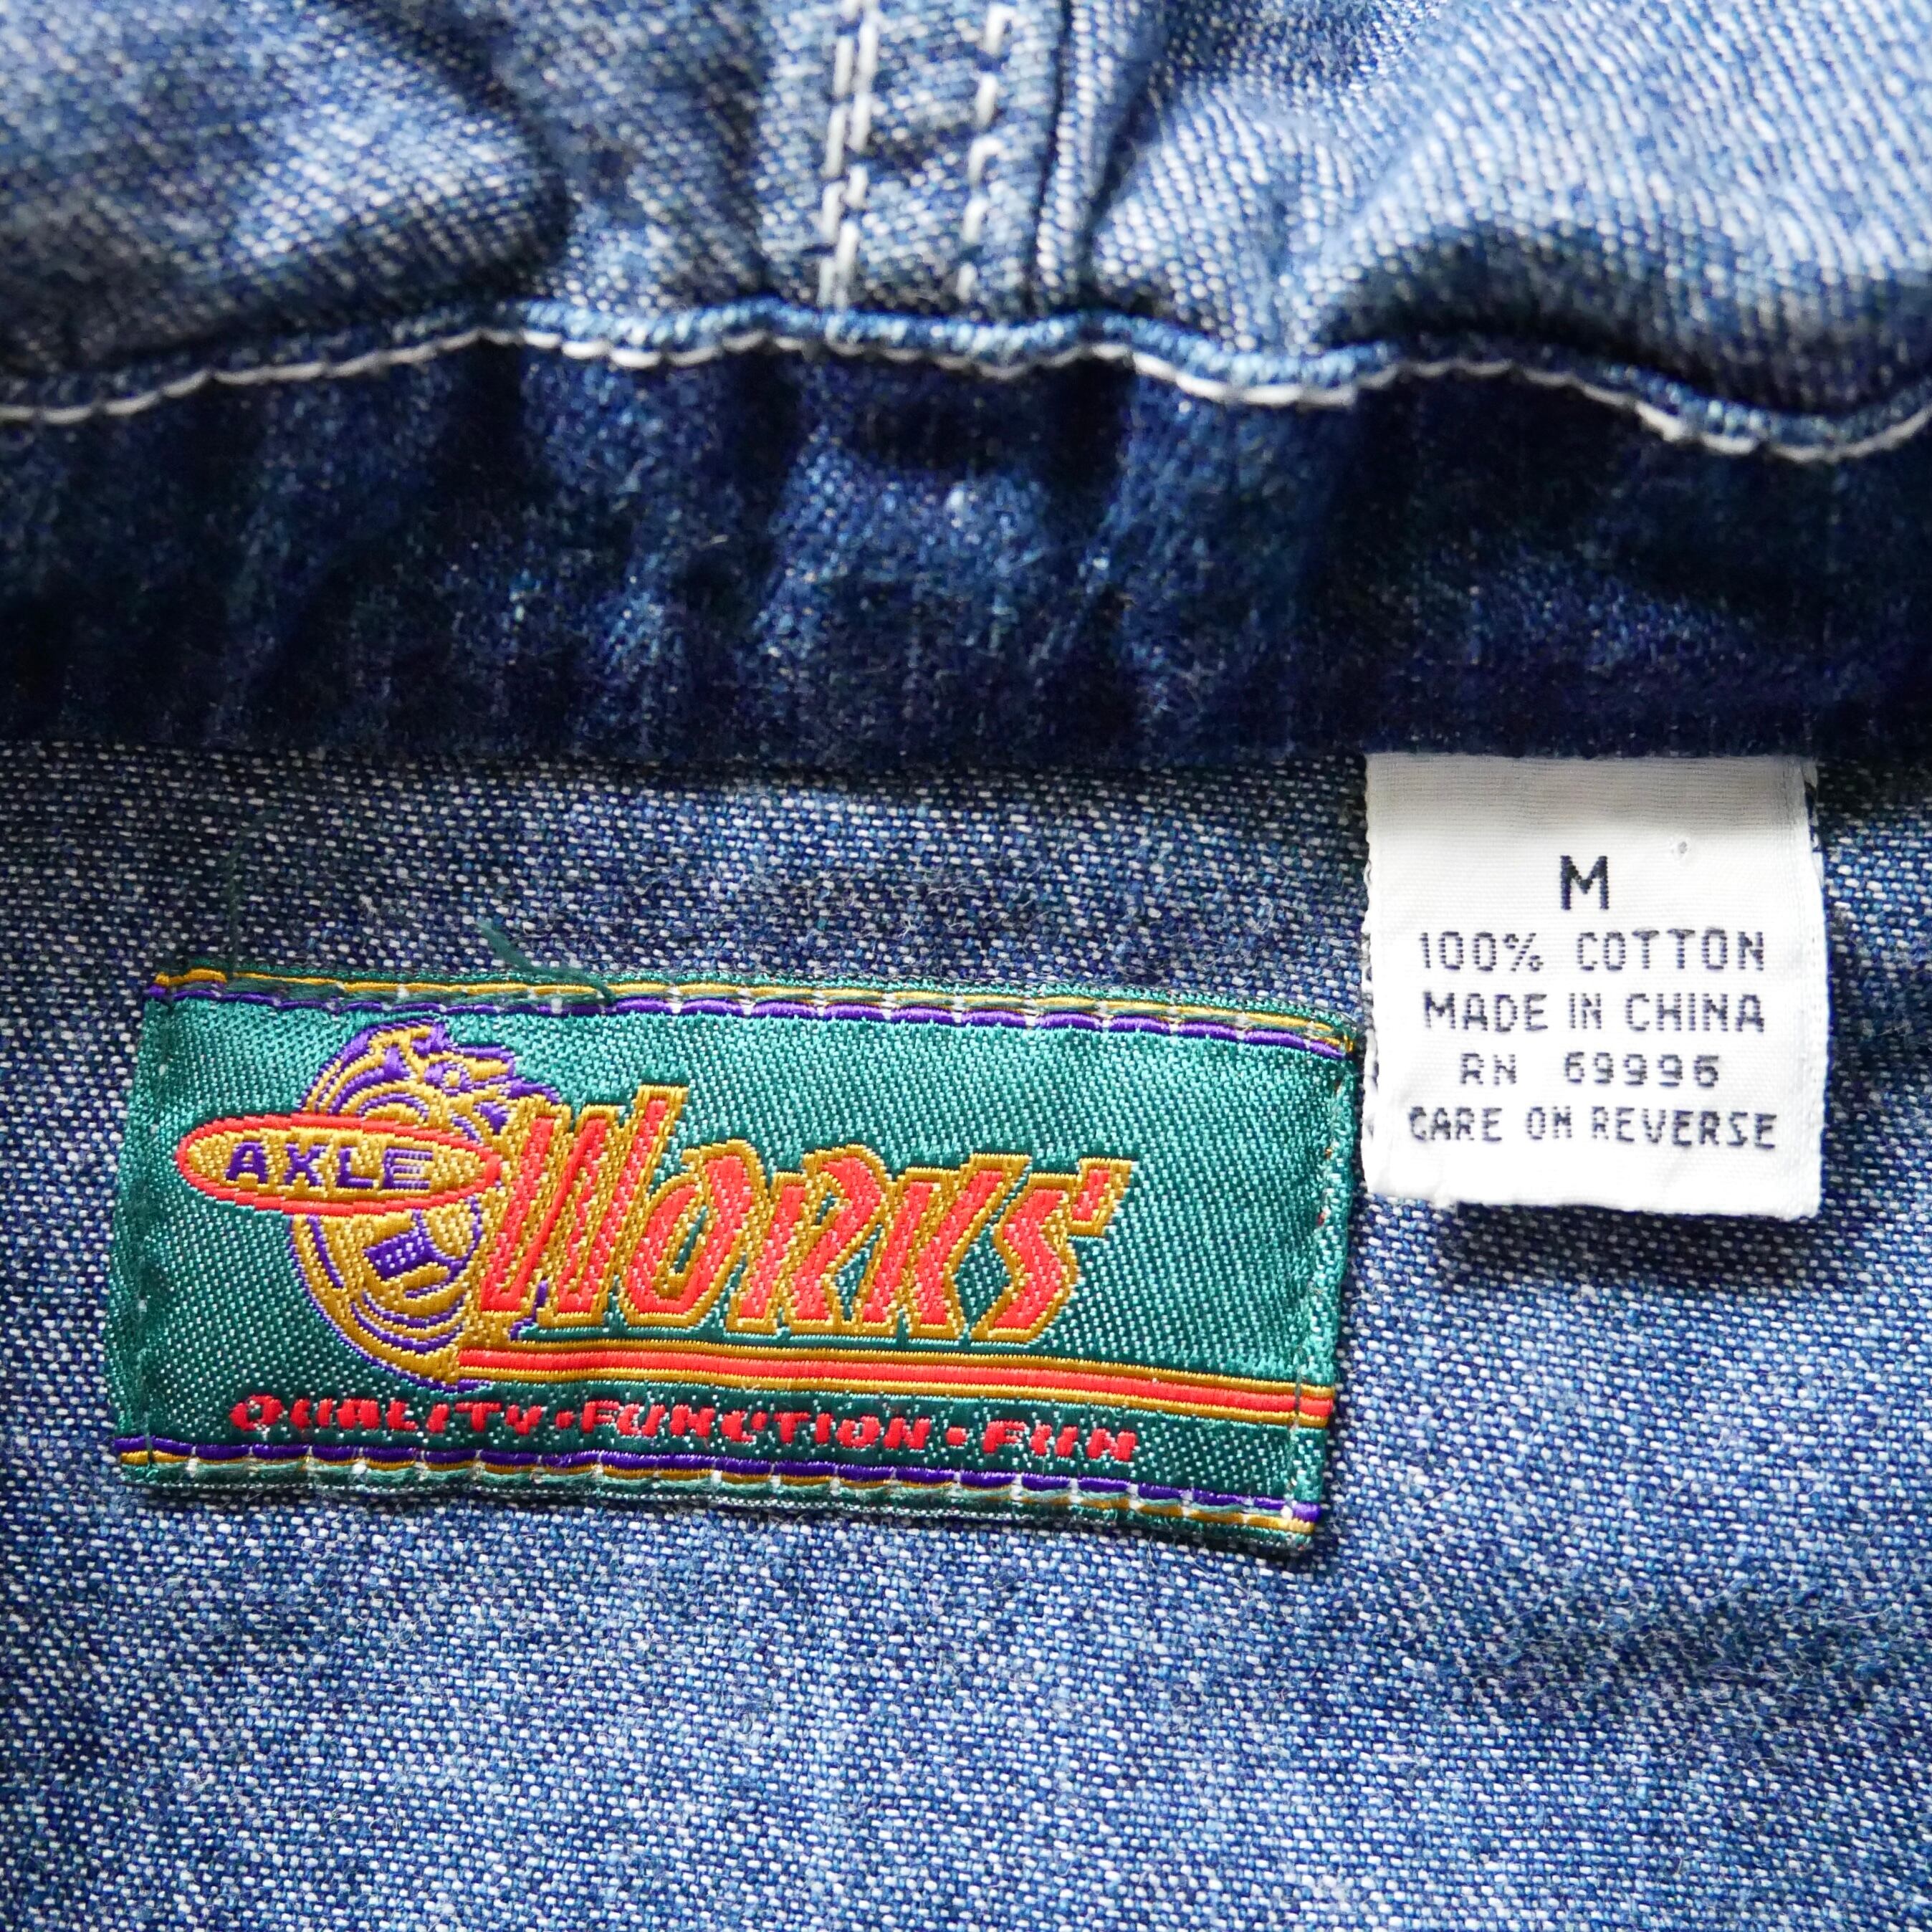 AXLE
WORKS'
QUALITY·FUNCTION·FUN
M
100% COTTON
MADE IN CHINA
RN 69996
CARE ON REVERSE